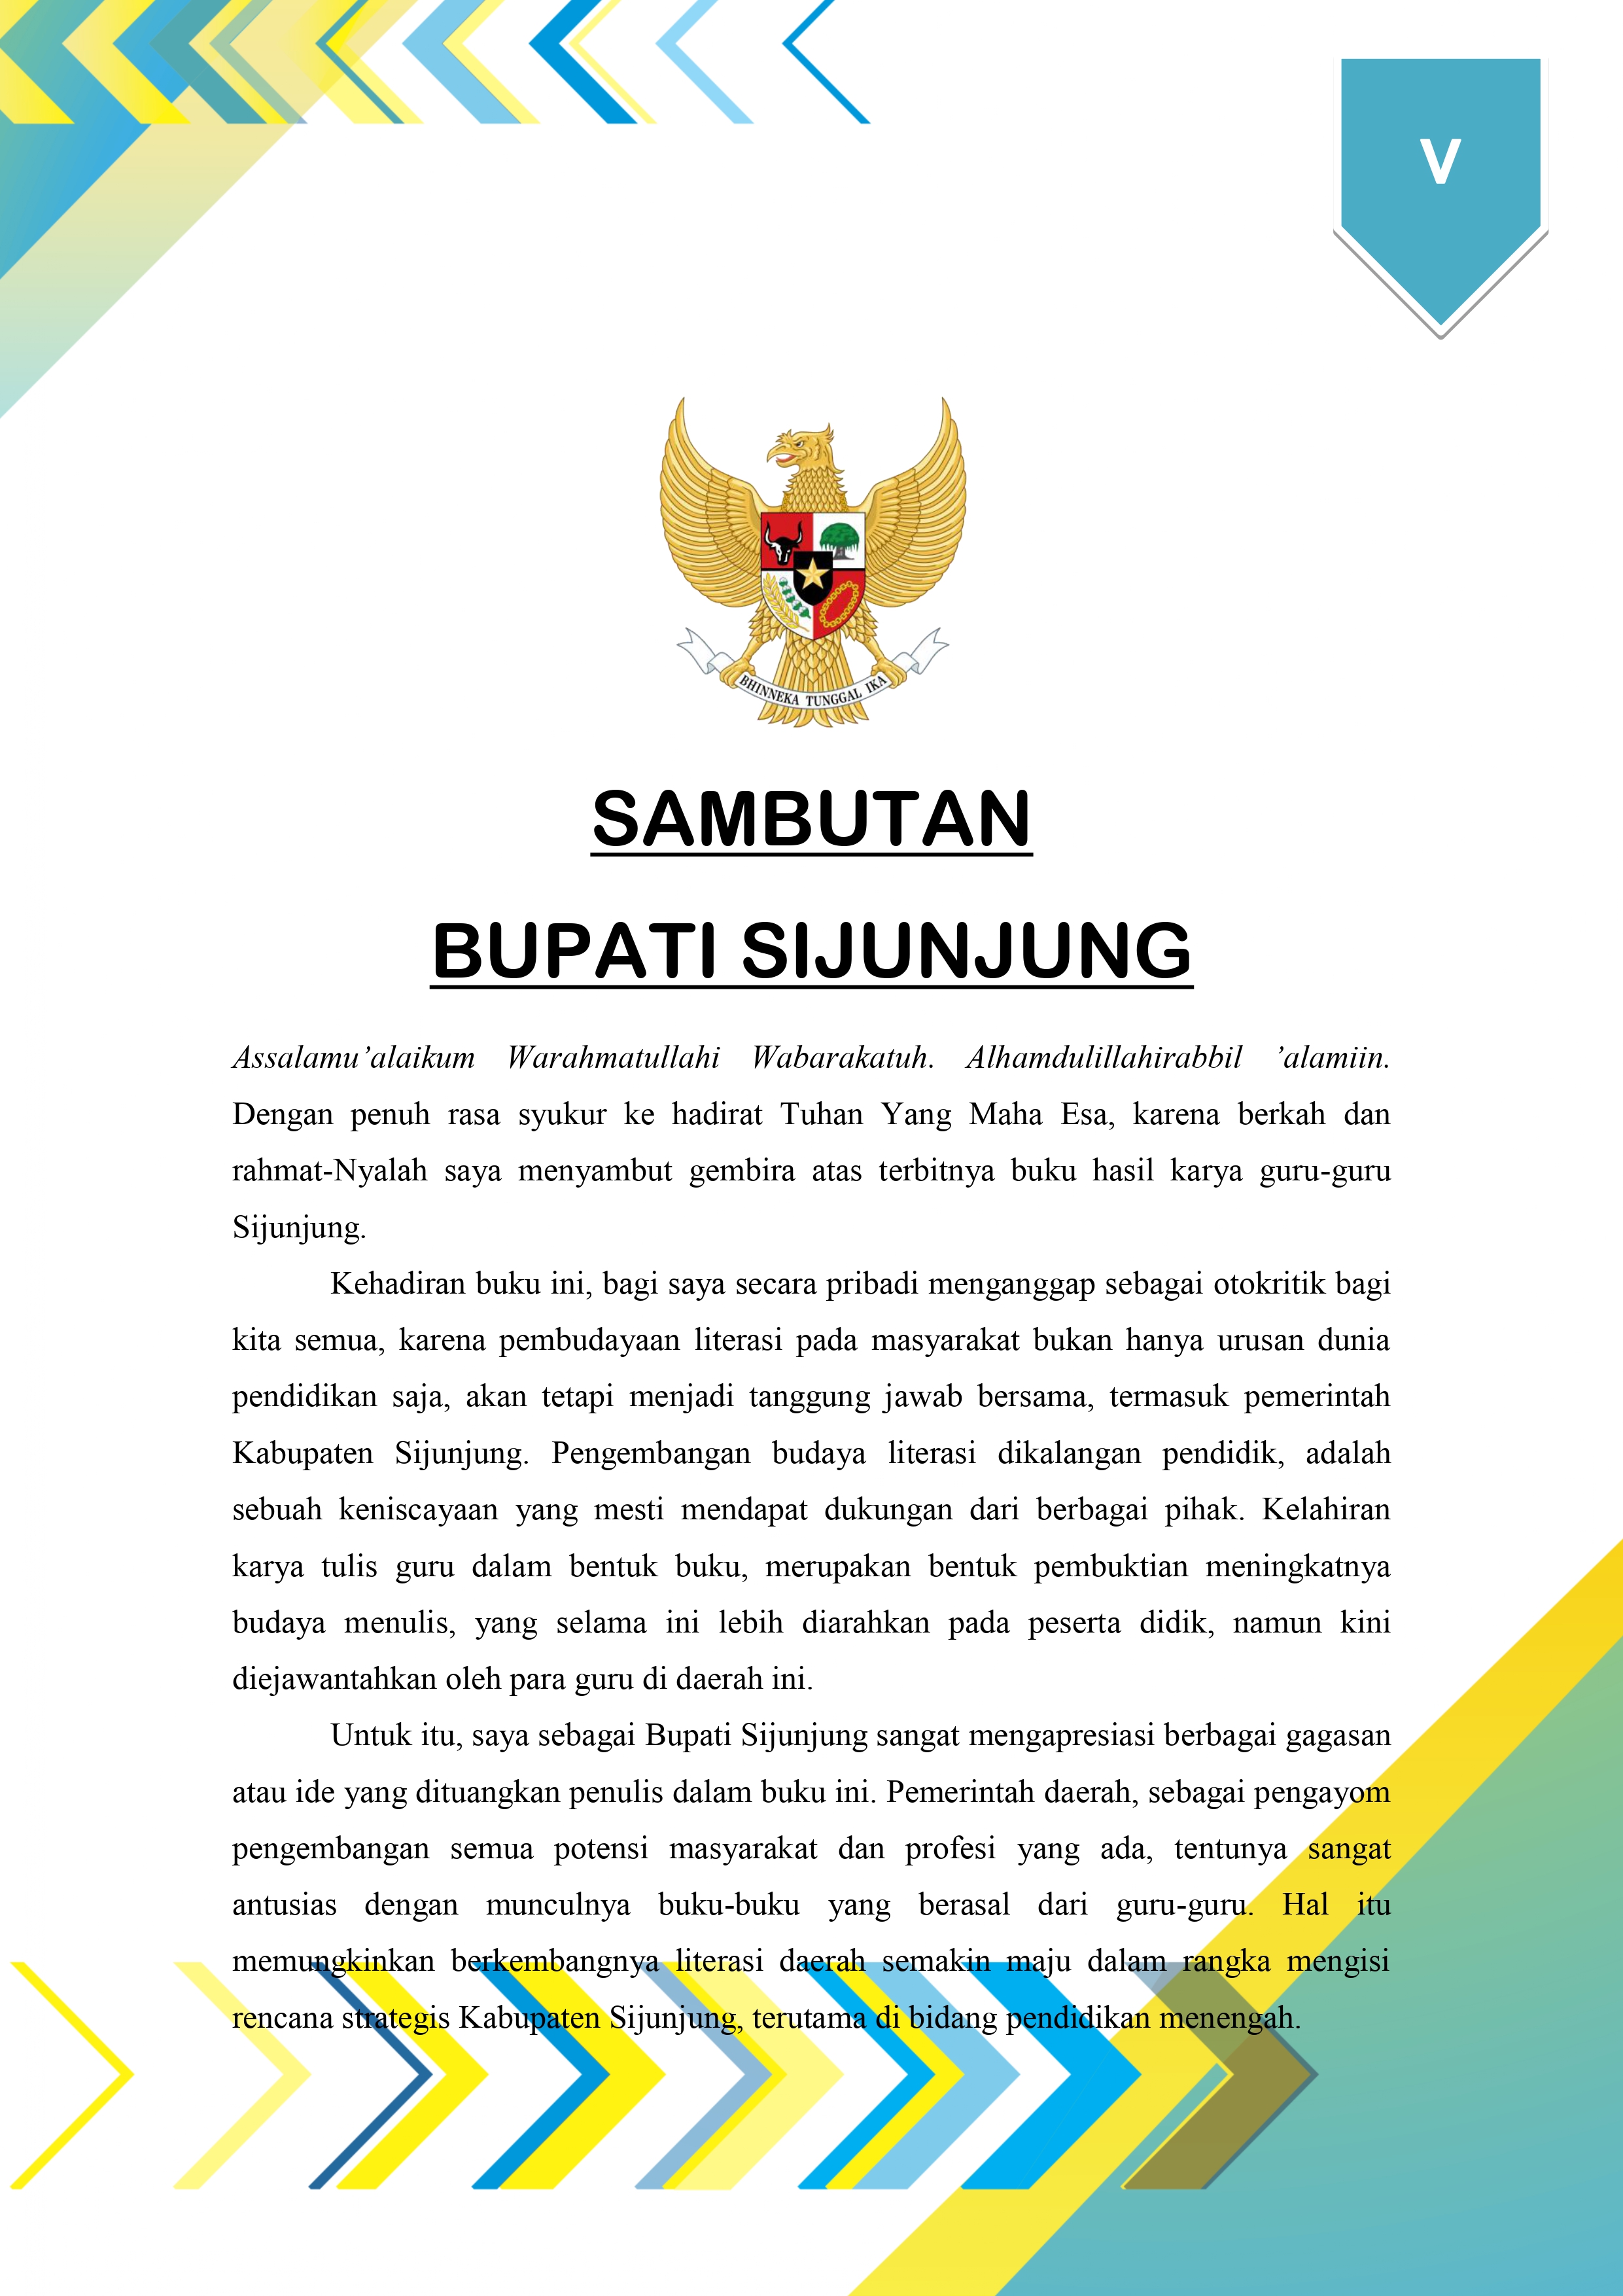 V
BHINNEKA TUNGGAL IKA
SAMBUTAN
BUPATI SIJUNJUNG
Assalamu’alaikum Warahmatullahi Wabarakatuh. Alhamdulillahirabbil ’alamiin.
Dengan penuh rasa syukur ke hadirat Tuhan Yang Maha Esa, karena berkah dan
rahmat-Nyalah saya menyambut gembira atas terbitnya buku hasil karya guru-guru
Sijunjung.
Kehadiran buku ini, bagi saya secara pribadi menganggap sebagai otokritik bagi
kita semua, karena pembudayaan literasi pada masyarakat bukan hanya urusan dunia
pendidikan saja, akan tetapi menjadi tanggung jawab bersama, termasuk pemerintah
Kabupaten Sijunjung. Pengembangan budaya literasi dikalangan pendidik, adalah
sebuah keniscayaan yang mesti mendapat dukungan dari berbagai pihak. Kelahiran
karya tulis guru dalam bentuk buku, merupakan bentuk pembuktian meningkatnya
budaya menulis, yang selama ini lebih diarahkan pada peserta didik, namun kini
diejawantahkan oleh para guru di daerah ini.
Untuk itu, saya sebagai Bupati Sijunjung sangat mengapresiasi berbagai gagasan
atau ide yang dituangkan penulis dalam buku ini. Pemerintah daerah, sebagai pengayom
pengembangan semua potensi masyarakat dan profesi yang ada, tentunya sangat
antusias dengan munculnya buku-buku yang berasal dari guru-guru. Hal itu
memungkinkan berkembangnya literasi daerah semakin maju dalam rangka mengisi
rencana strategis Kabupaten Sijunjung, terutama di bidang pendidikan menengah.